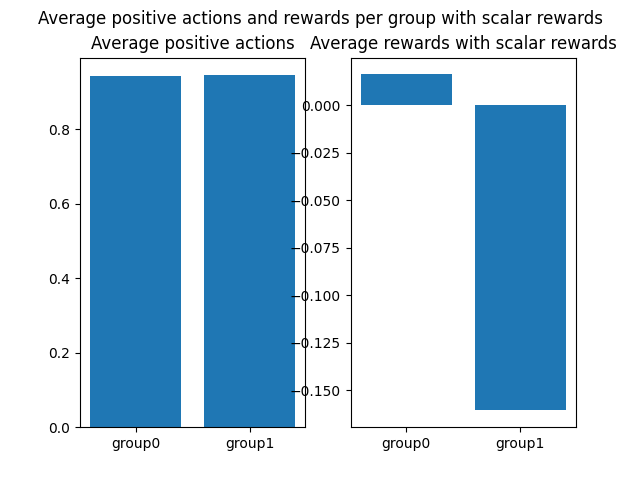 Average positive actions and rewards per group with scalar rewards
Average positive actions
0.8
0.6
0.4
0.2
0.0
group0
group1
Average rewards with scalar rewards
0.000
−0.025
−0.050
−0.075
−0.100
−0.125
−0.150
group0
group1